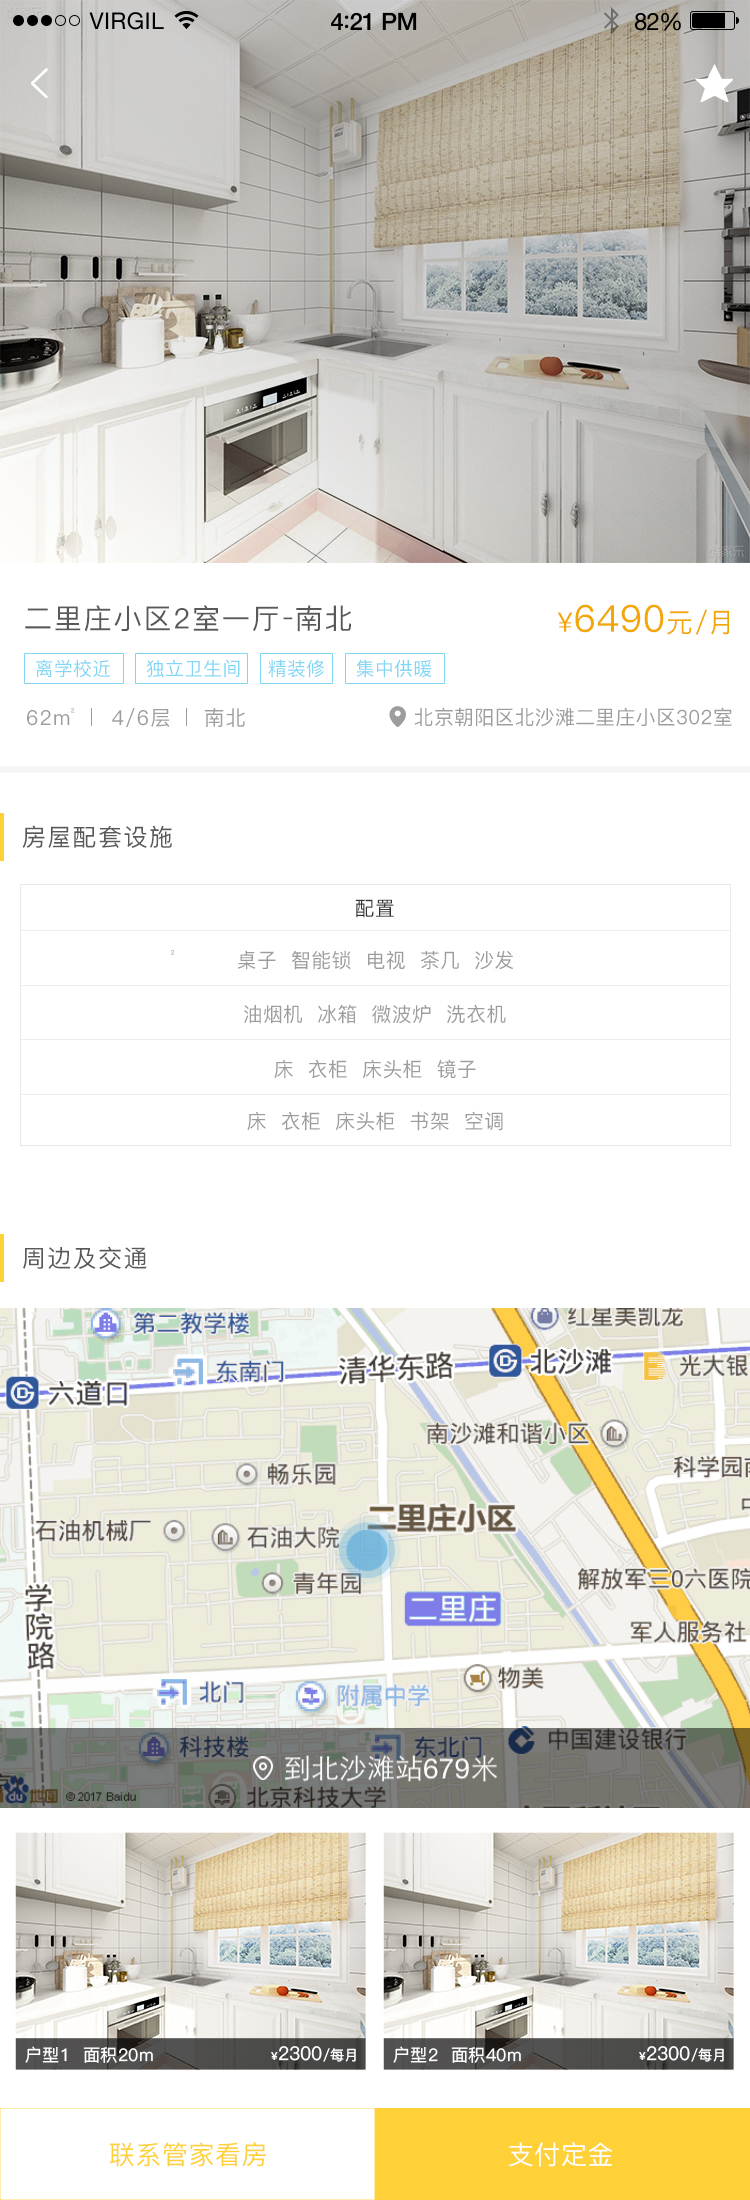 VIRGIL 4:21 PM 82%
二里庄小区2室一厅-南北 ¥6490元/月
离学校近 独立卫生间 精装修 集中供暖
62m² 4/6层 南北 北京朝阳区北沙滩二里庄小区302室
房屋配套设施
配置
2
桌子 智能锁 电视 茶几 沙发
油烟机 冰箱 微波炉 洗衣机
床 衣柜 床头柜 镜子
床 衣柜 床头柜 书架 空调
周边及交通
第二教学楼 红星美凯龙
东南门 清华东路 北沙滩 光大银
六道口
南沙滩和谐小区
畅乐园 科学园南
石油机械厂 石油大院 二里庄小区
青年园 解放军三0六医院
学院路 二里庄
军人服务社
北门 附属中学 物美
科技楼 东北门 中国建设银行
到北沙滩站679米
Baidu地图 © 2017 Baidu 北京科技大学
户型1 面积20m ¥2300/每月
户型2 面积40m ¥2300/每月
联系管家看房 支付定金